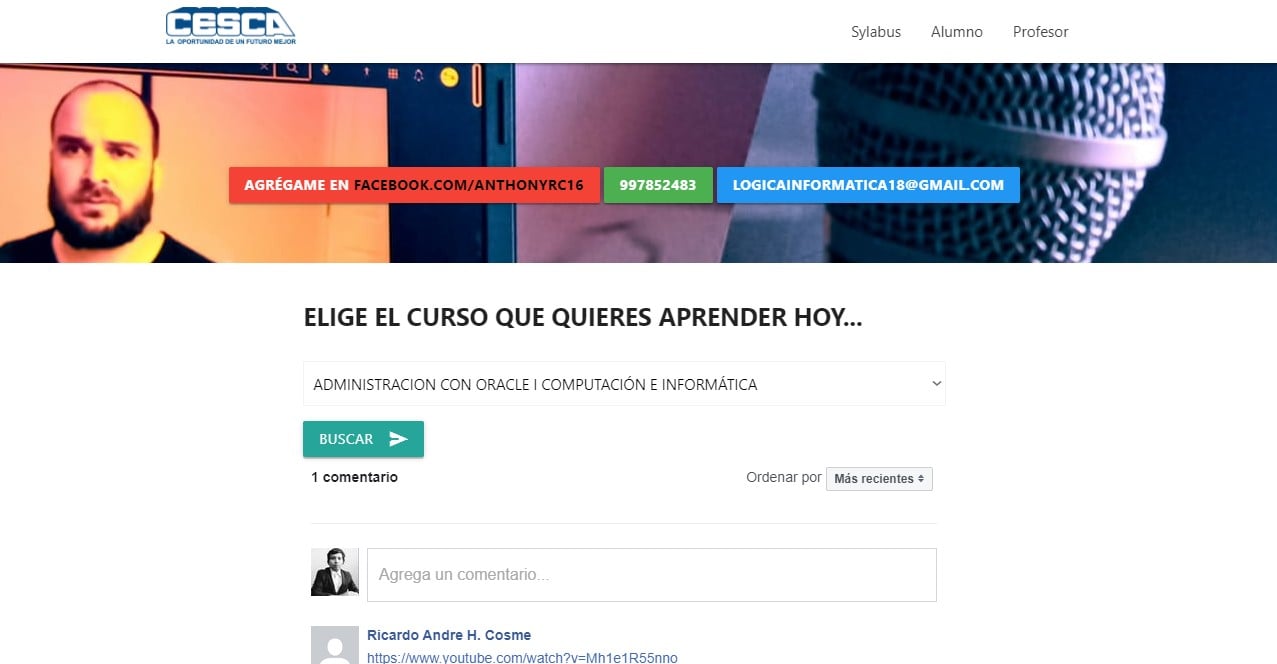 CESCA
LA OPORTUNIDAD DE UN FUTURO MEJOR
Sylabus Alumno Profesor
AGRÉGAME EN FACEBOOK.COM/ANTHONYRC16 997852483 LOGICAINFORMATICA18@GMAIL.COM
ELIGE EL CURSO QUE QUIERES APRENDER HOY...
ADMINISTRACION CON ORACLE I COMPUTACIÓN E INFORMÁTICA
BUSCAR
1 comentario Ordenar por Más recientes
Agrega un comentario...
Ricardo Andre H. Cosme
https://www.youtube.com/watch?v=Mh1e1R55nno